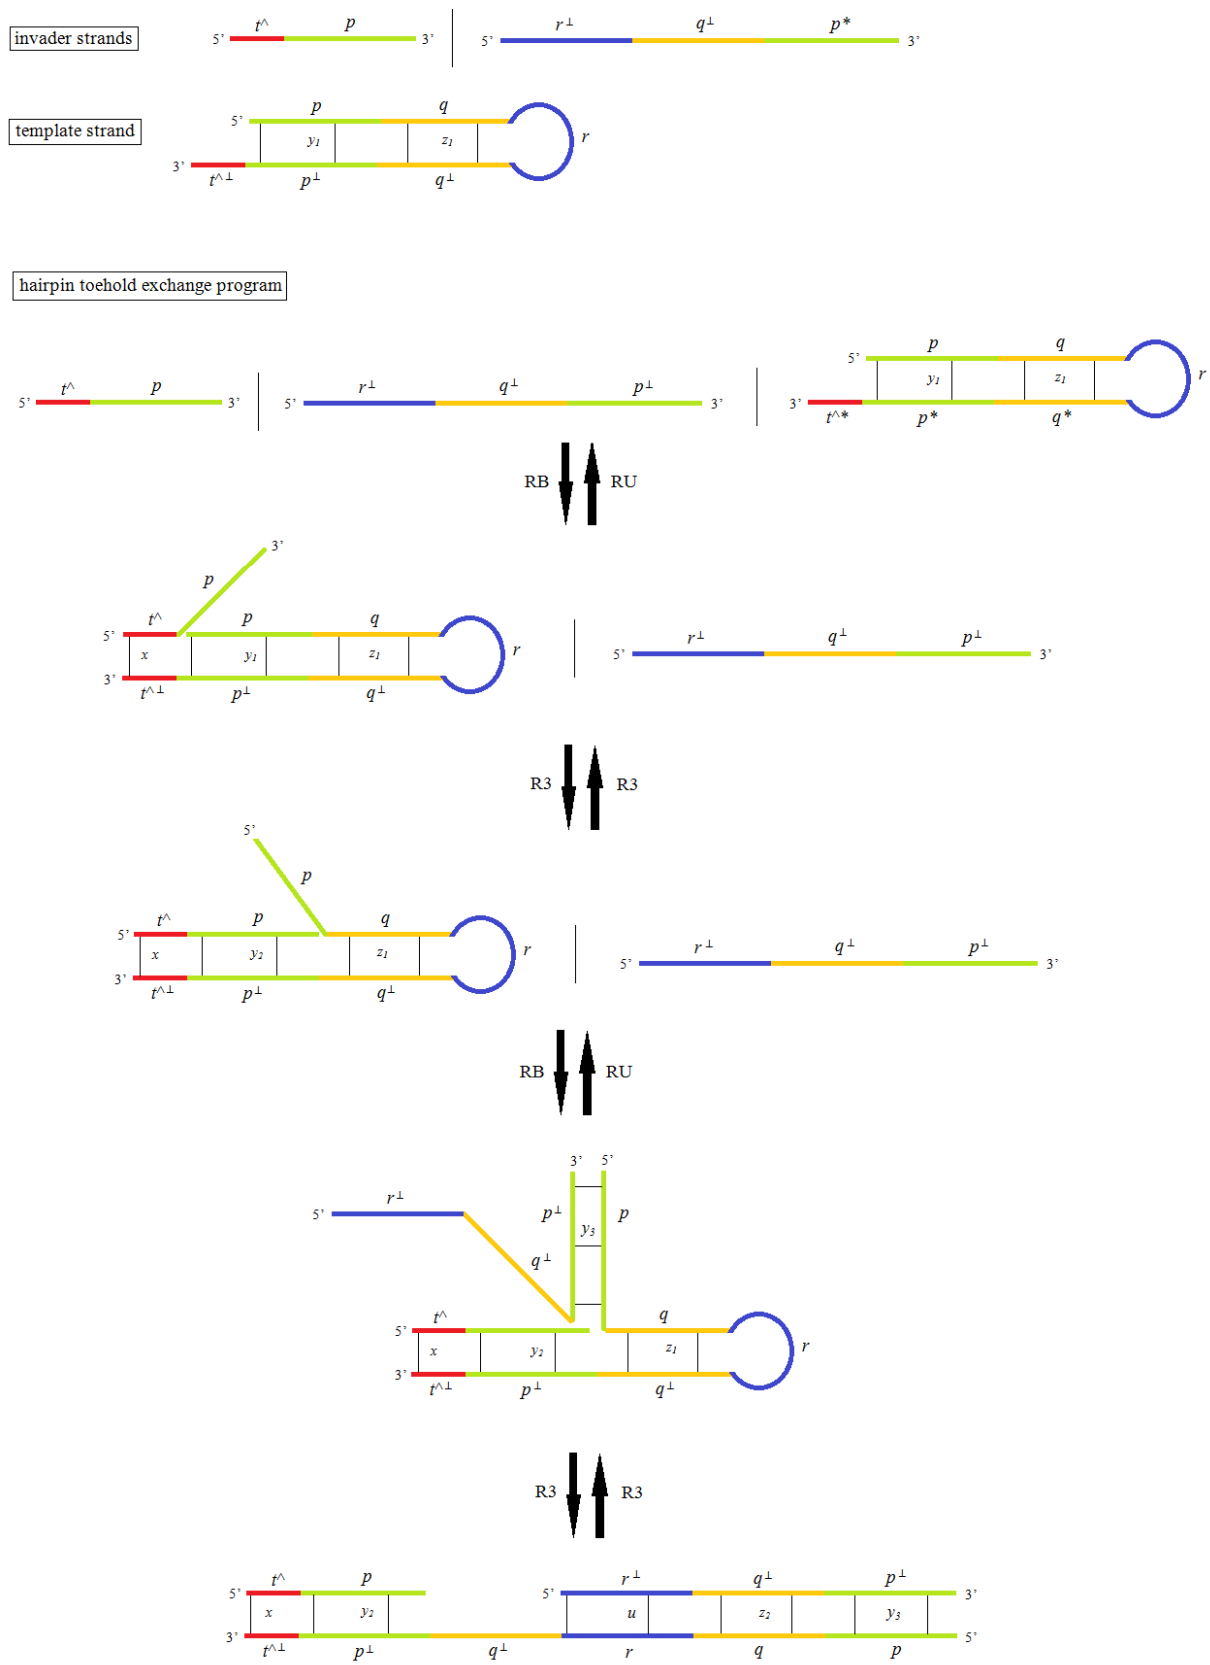 invader strands
5' t^ p 3' 5' r⊥ q⊥ p* 3'
template strand
p q
5' y₁ z₁ r
3' t^⊥ p⊥ q⊥
hairpin toehold exchange program
5' t^ p 3' 5' r⊥ q⊥ p⊥ 3'
p q
5' y₁ z₁ r
3' t^* p* q*
RB RU
3'
p
t^ p q
5' x y₁ z₁ r
3' t^⊥ p⊥ q⊥
5' r⊥ q⊥ p⊥ 3'
R3 R3
5'
p
t^ p q
5' x y₂ z₁ r
3' t^⊥ p⊥ q⊥
5' r⊥ q⊥ p⊥ 3'
RB RU
3' 5'
5' r⊥ p⊥ y₃ p
q⊥
t^ q
5' x y₂ z₁ r
3' t^⊥ p⊥ q⊥
R3 R3
t^ p r⊥ q⊥ p⊥
5' 5' 3'
x y₂ u z₂ y₃
3' 5'
t^⊥ p⊥ q⊥ r q p